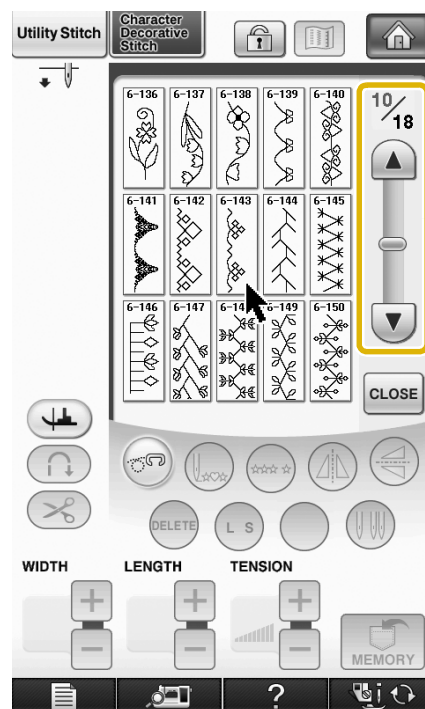 Utility Stitch
Character
Decorative
Stitch
6-136 6-137 6-138 6-139 6-140
10/18
6-141 6-142 6-143 6-144 6-145
6-146 6-147 6-149 6-150
CLOSE
DELETE
L S
WIDTH LENGTH TENSION
MEMORY
?